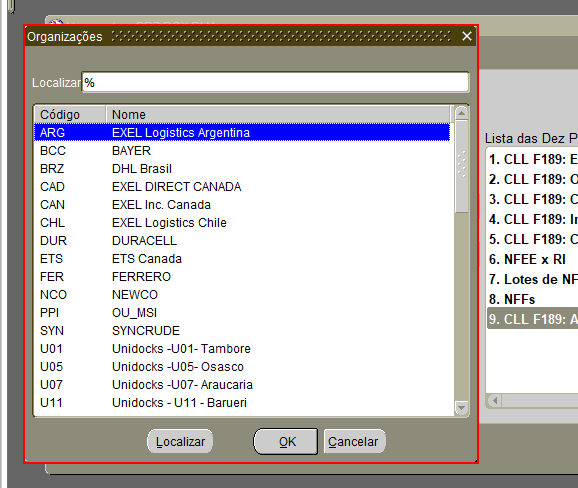 Organizações
Localizar %
Código Nome
ARG EXEL Logistics Argentina
BCC BAYER
BRZ DHL Brasil
CAD EXEL DIRECT CANADA
CAN EXEL Inc. Canada
CHL EXEL Logistics Chile
DUR DURACELL
ETS ETS Canada
FER FERRERO
NCO NEWCO
PPI OU_MSI
SYN SYNCRUDE
U01 Unidocks -U01- Tambore
U05 Unidocks -U05- Osasco
U07 Unidocks -U07- Araucaria
U11 Unidocks - U11 - Barueri
Localizar OK Cancelar
Lista das Dez P
1. CLL F189: E
2. CLL F189: O
3. CLL F189: C
4. CLL F189: In
5. CLL F189: C
6. NFEE x RI
7. Lotes de NF
8. NFFs
9. CLL F189: A